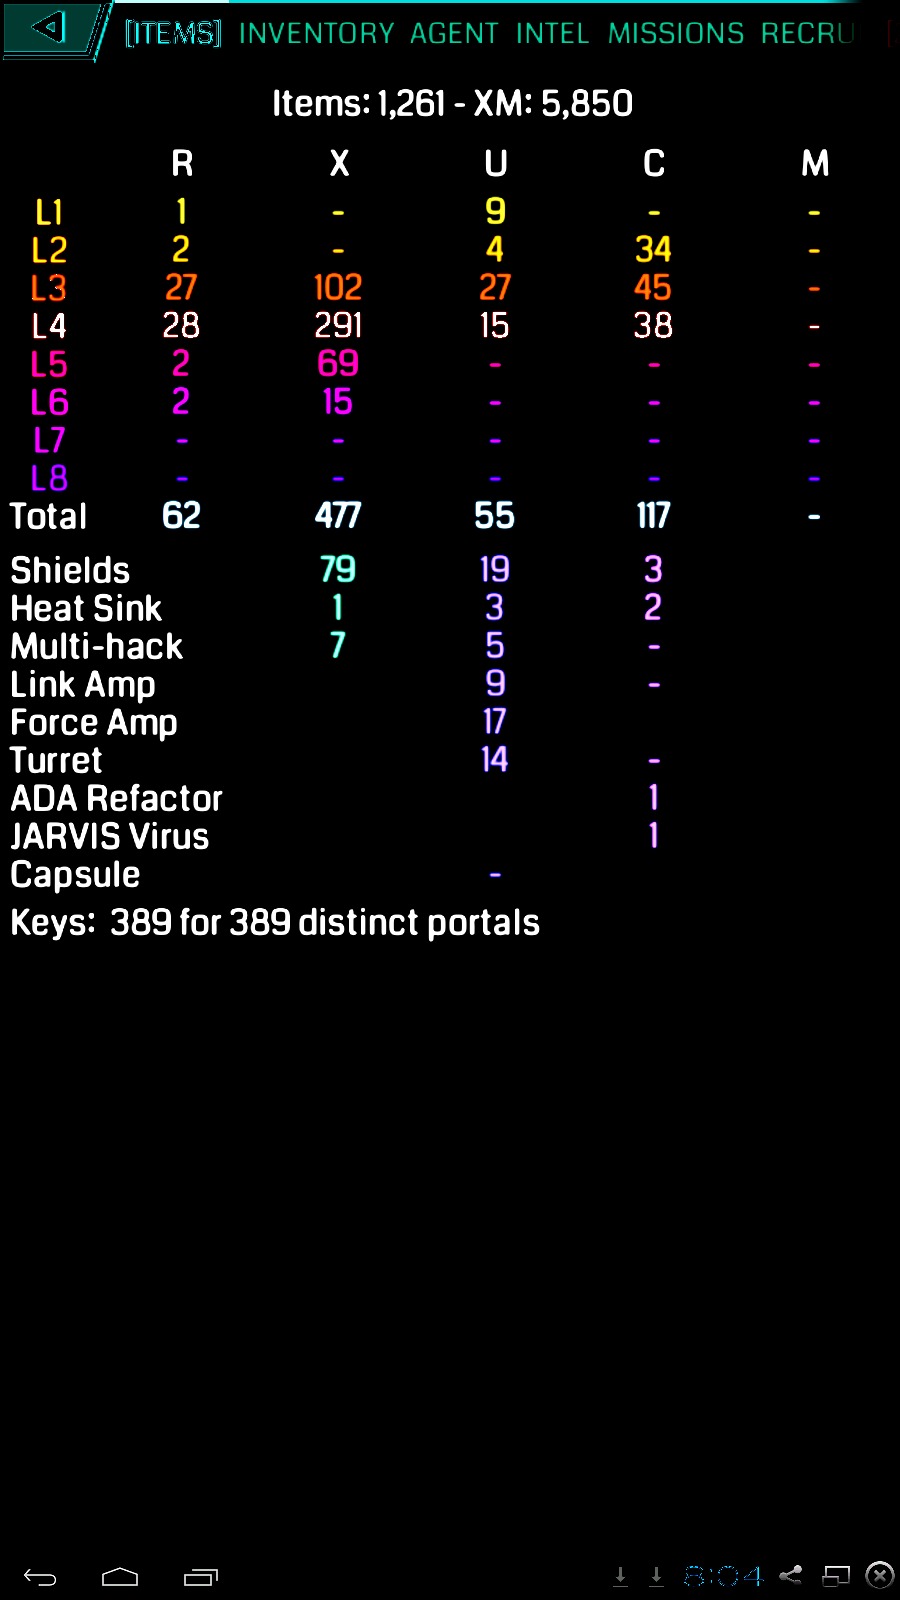 [ITEMS] INVENTORY AGENT INTEL MISSIONS RECRU
Items: 1,261 - XM: 5,850
R X U C M
L1 1 - 9 - -
L2 2 - 4 34 -
L3 27 102 27 45 -
L4 28 291 15 38 -
L5 2 69 - - -
L6 2 15 - - -
L7 - - - - -
L8 - - - - -
Total 62 477 55 117 -
Shields 79 19 3
Heat Sink 1 3 2
Multi-hack 7 5 -
Link Amp 9 -
Force Amp 17
Turret 14 -
ADA Refactor 1
JARVIS Virus 1
Capsule -
Keys: 389 for 389 distinct portals
8:04